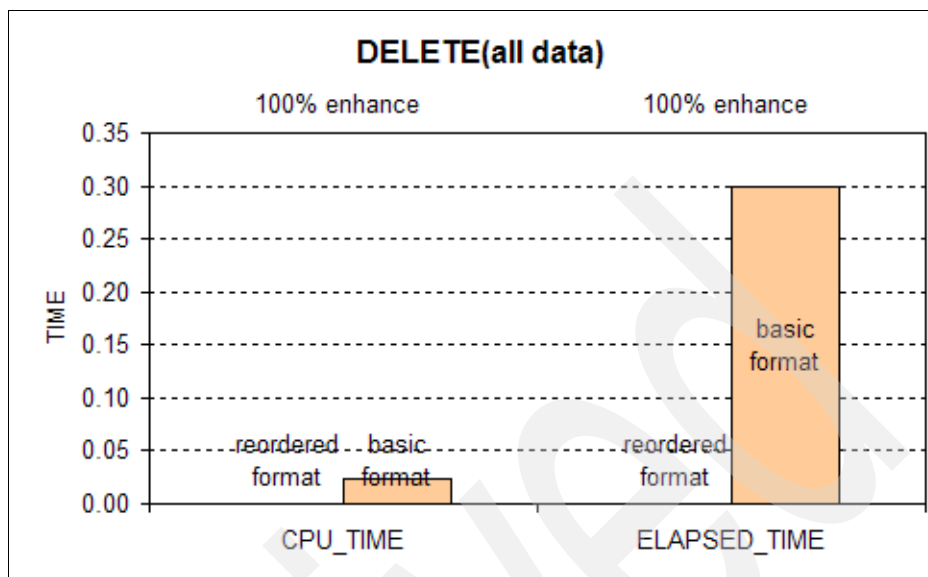 DELETE(all data)
100% enhance
100% enhance
0.35
0.30
0.25
0.20
0.15
0.10
0.05
0.00
TIME
reordered
format
basic
format
reordered
format
basic
format
CPU_TIME
ELAPSED_TIME